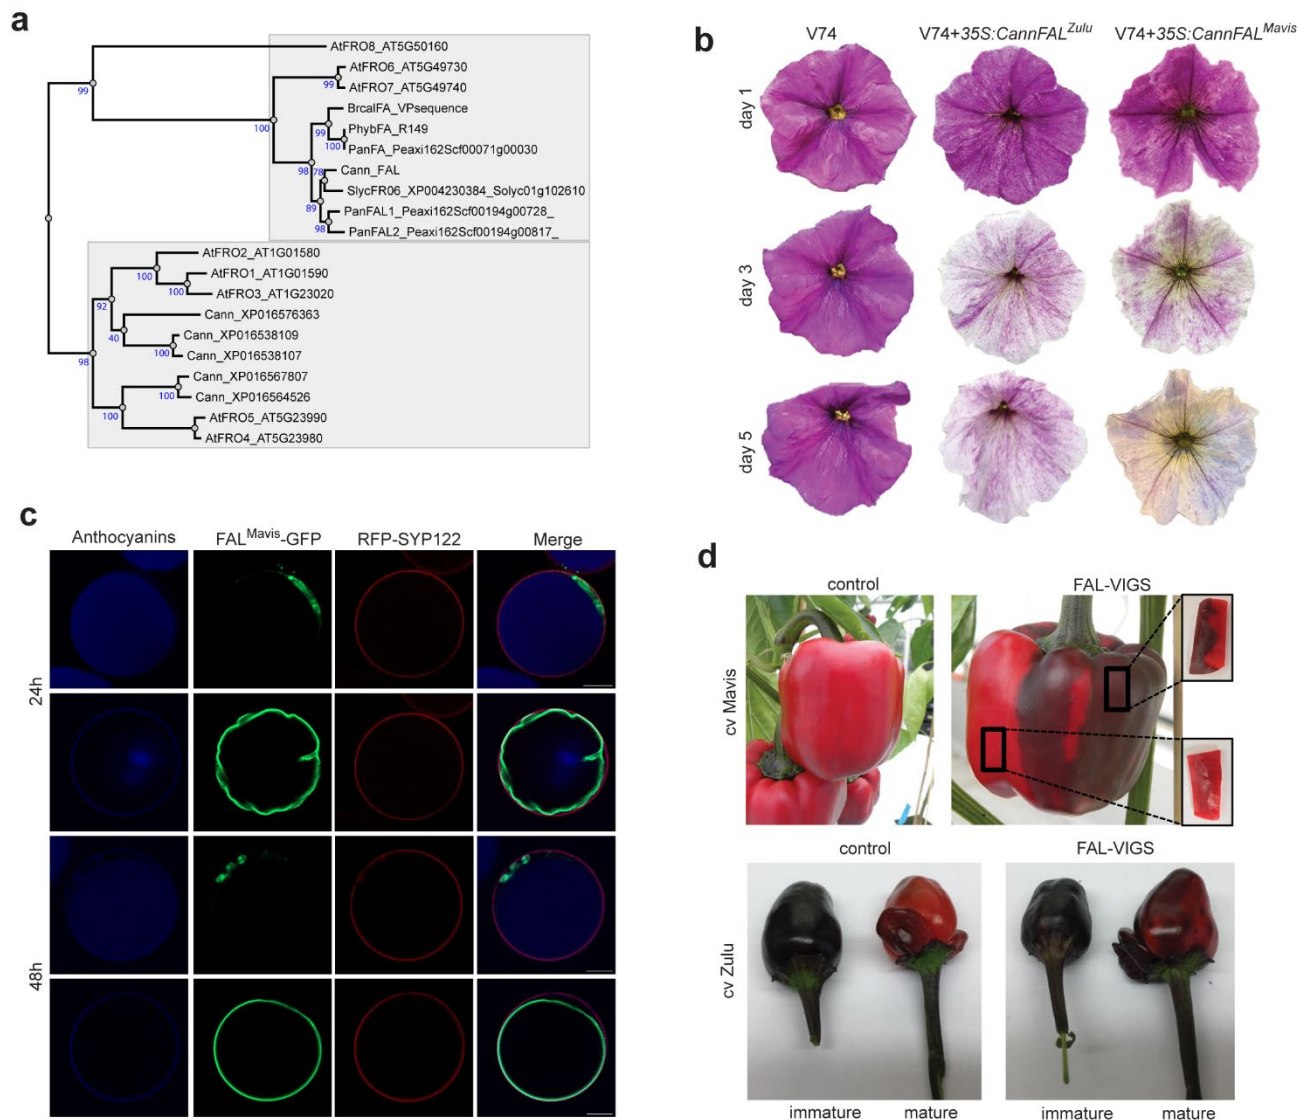 a
AtFRO8_AT5G50160
AtFRO6_AT5G49730
99
AtFRO7_AT5G49740
99
BrcalFA_VPsequence
100
99
PhybFA_R149
100
PanFA_Peaxi162Scf00071g00030
98
78
Cann_FAL
SlycFR06_XP004230384_Solyc01g102610
89
PanFAL1_Peaxi162Scf00194g00728_
98
PanFAL2_Peaxi162Scf00194g00817_
AtFRO2_AT1G01580
100
AtFRO1_AT1G01590
100
AtFRO3_AT1G23020
92
Cann_XP016576363
40
Cann_XP016538109
100
Cann_XP016538107
98
Cann_XP016567807
100
Cann_XP016564526
100
AtFRO5_AT5G23990
AtFRO4_AT5G23980
b
V74
V74+35S:CannFAL^Zulu
V74+35S:CannFAL^Mavis
day 1
day 3
day 5
c
Anthocyanins
FAL^Mavis-GFP
RFP-SYP122
Merge
24h
48h
d
control
FAL-VIGS
cv Mavis
control
FAL-VIGS
cv Zulu
immature
mature
immature
mature